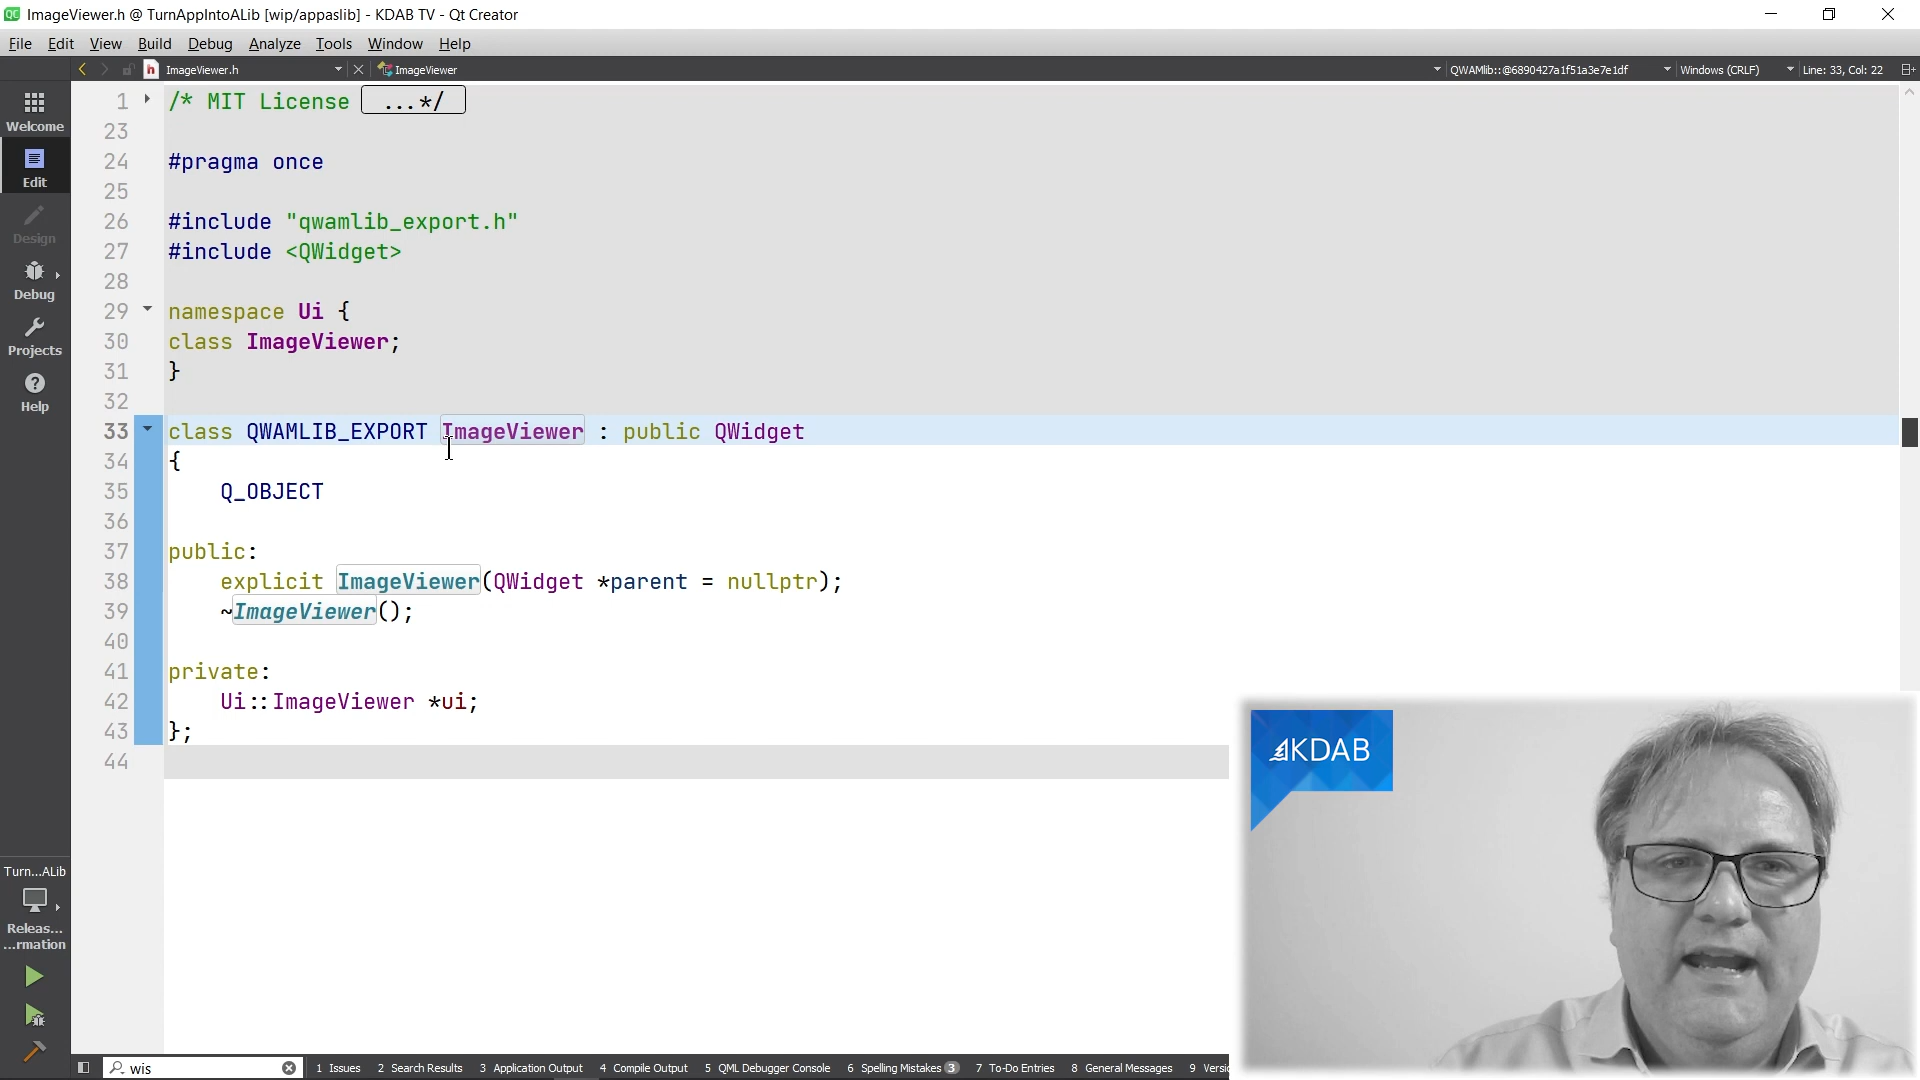 ImageViewer.h @ TurnAppIntoALib [wip/appaslib] - KDAB TV - Qt Creator
File Edit View Build Debug Analyze Tools Window Help
ImageViewer.h ImageViewer QWAMlib::@6890427a1f51a3e7e1df Windows (CRLF) Line: 33, Col: 22
Welcome
Edit
Design
Debug
Projects
Help
1 /* MIT License ...*/
23
24 #pragma once
25
26 #include "qwamlib_export.h"
27 #include <QWidget>
28
29 namespace Ui {
30 class ImageViewer;
31 }
32
33 class QWAMLIB_EXPORT ImageViewer : public QWidget
34 {
35 Q_OBJECT
36
37 public:
38 explicit ImageViewer(QWidget *parent = nullptr);
39 ~ImageViewer();
40
41 private:
42 Ui::ImageViewer *ui;
43 };
44
KDAB
Turn...ALib
Releas...
...rmation
wis 1 Issues 2 Search Results 3 Application Output 4 Compile Output 5 QML Debugger Console 6 Spelling Mistakes 3 7 To-Do Entries 8 General Messages 9 Versi